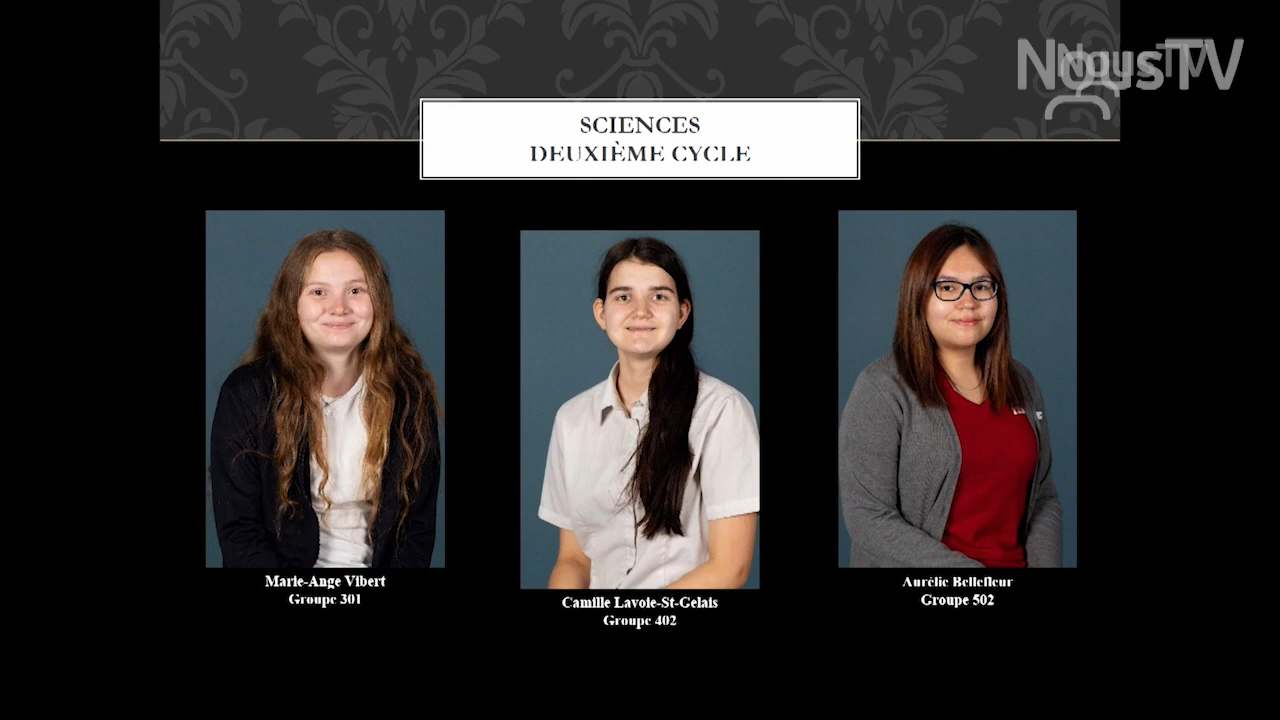 NousTV
NousTV
SCIENCES
DEUXIÈME CYCLE
Marie-Ange Vibert
Groupe 301
Camille Lavoie-St-Gelais
Groupe 402
Aurélie Bellefleur
Groupe 502